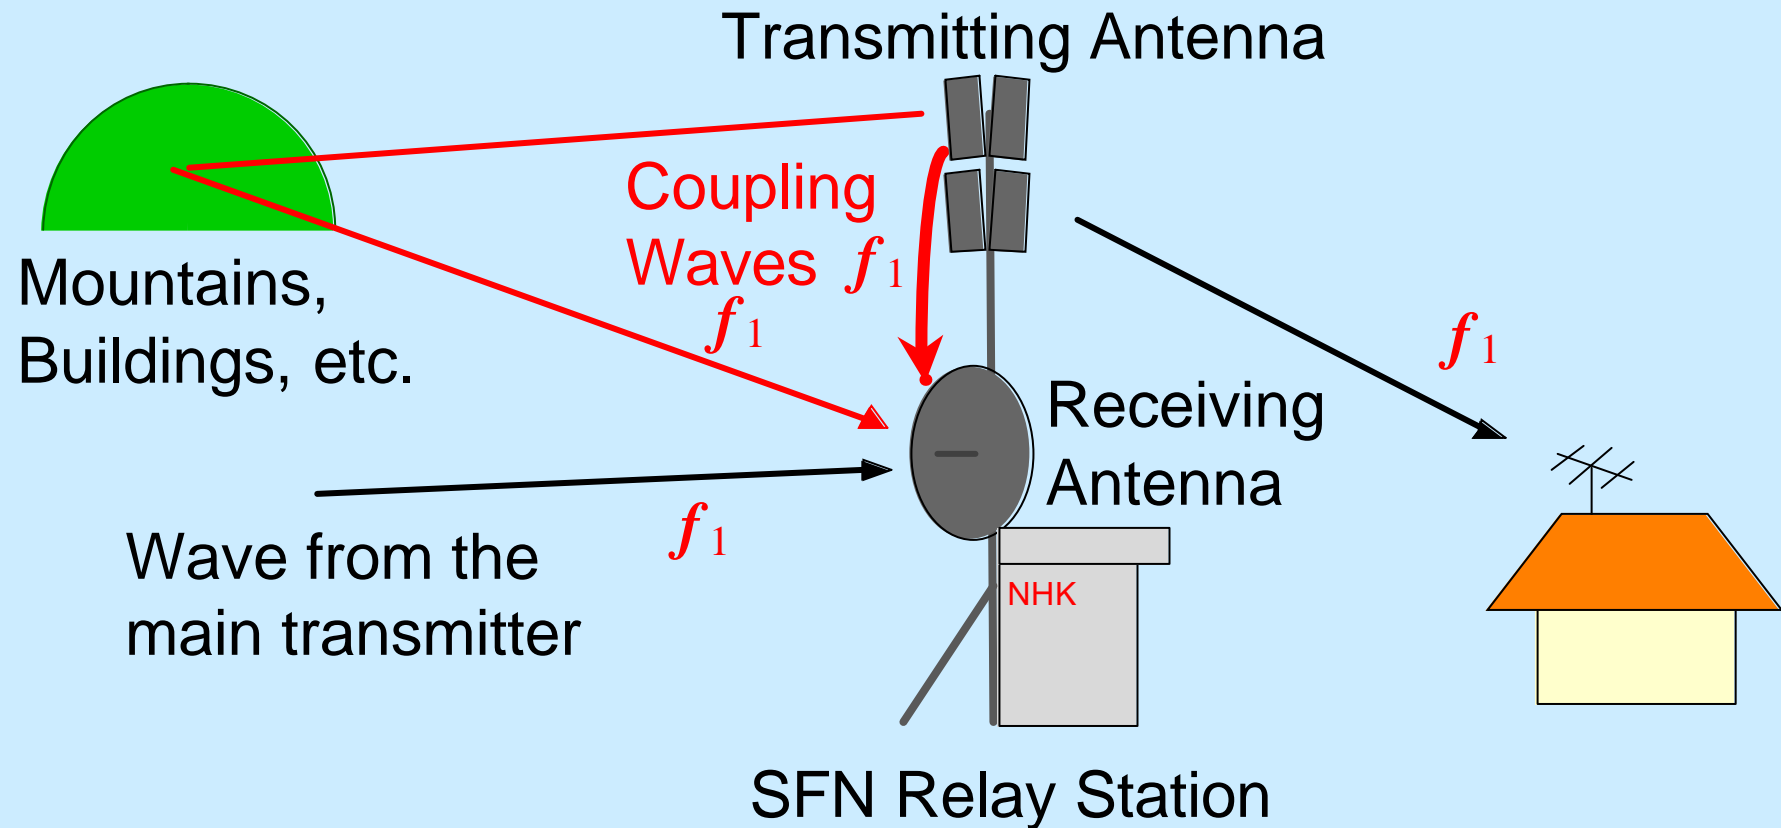 Transmitting Antenna
Coupling
Waves f1
f1
Mountains,
Buildings, etc.
f1
Receiving
Antenna
f1
Wave from the
main transmitter
NHK
SFN Relay Station